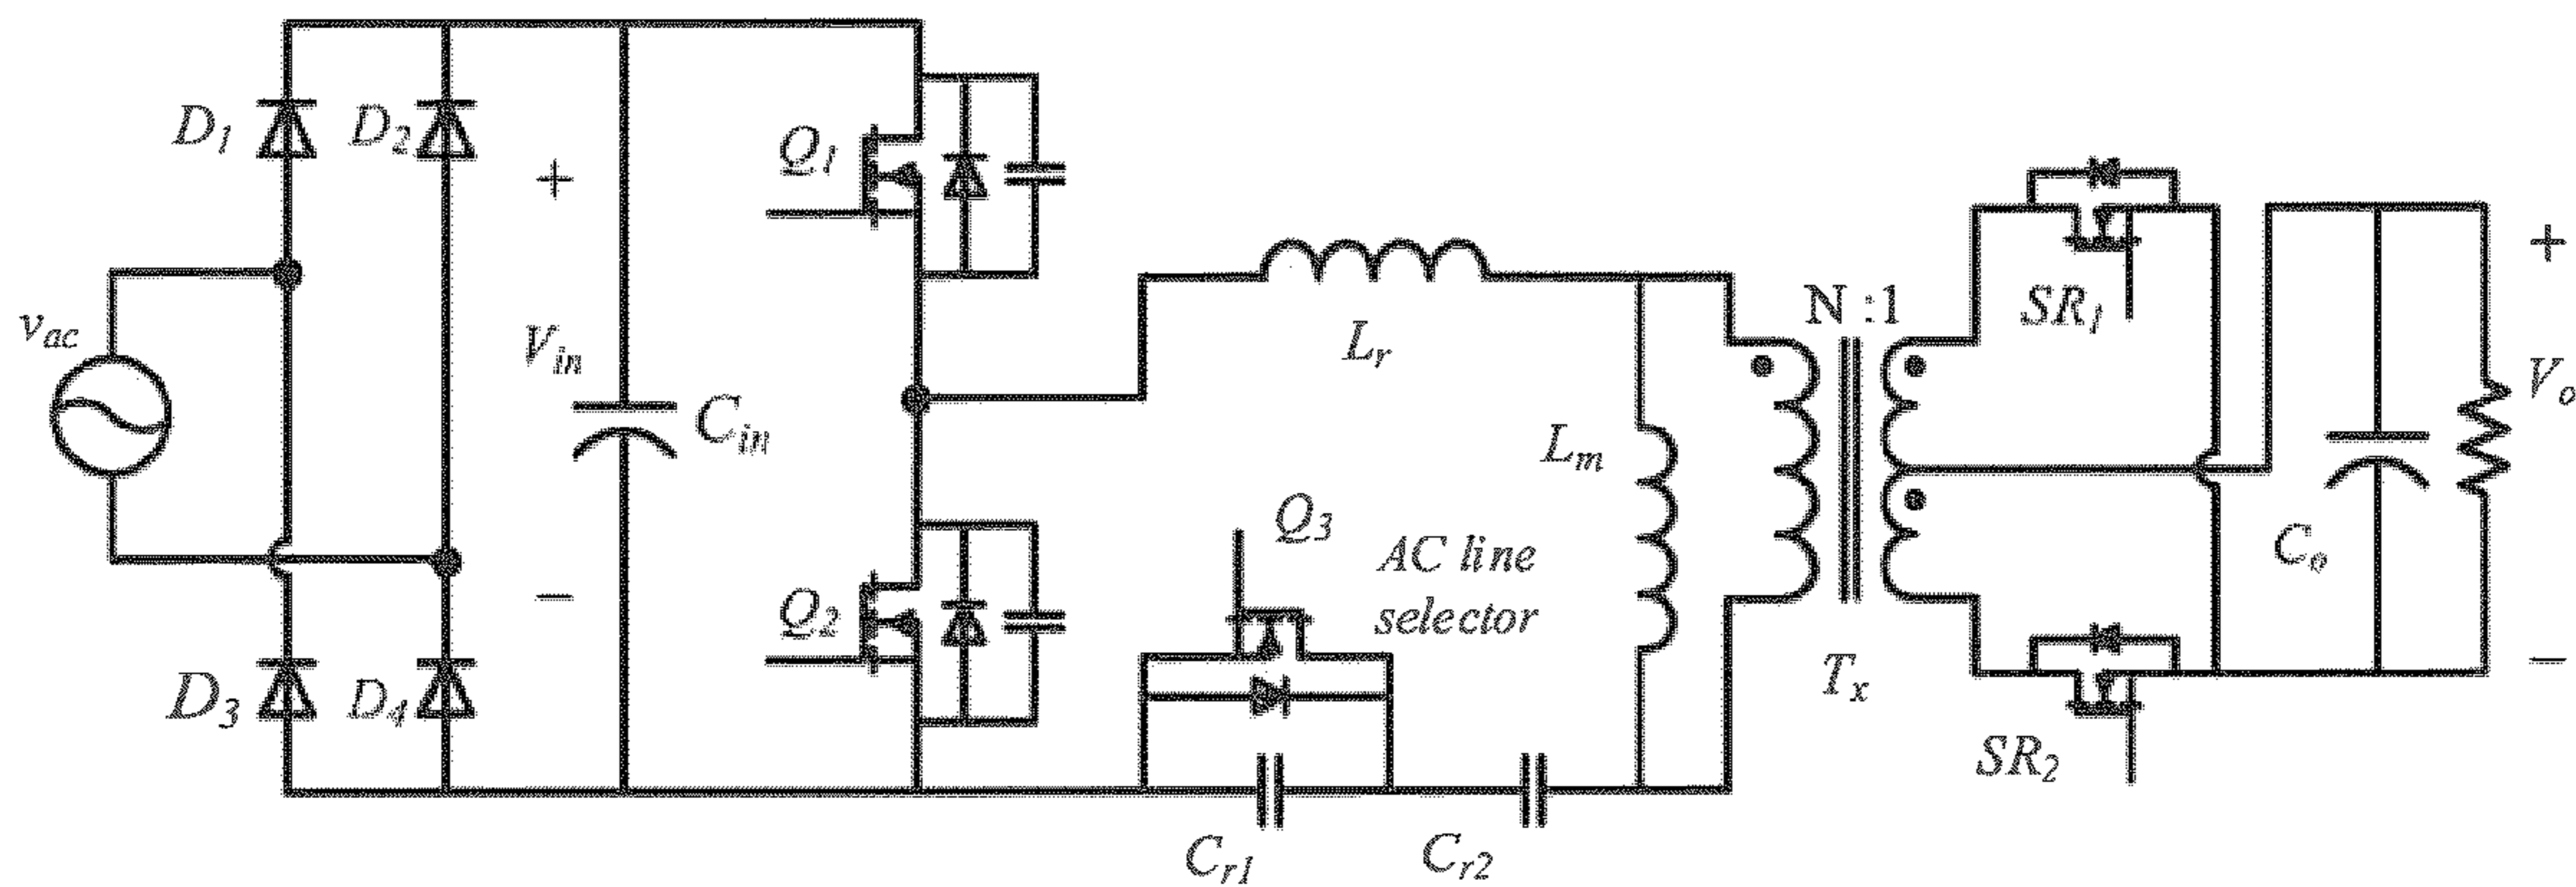 D1
D2
Q1
+
vac
Vin
Cin
−
D3
D4
Q2
Lr
Lm
Q3
AC line
selector
Cr1
Cr2
N :1
Tx
SR1
SR2
Co
+
Vo
−